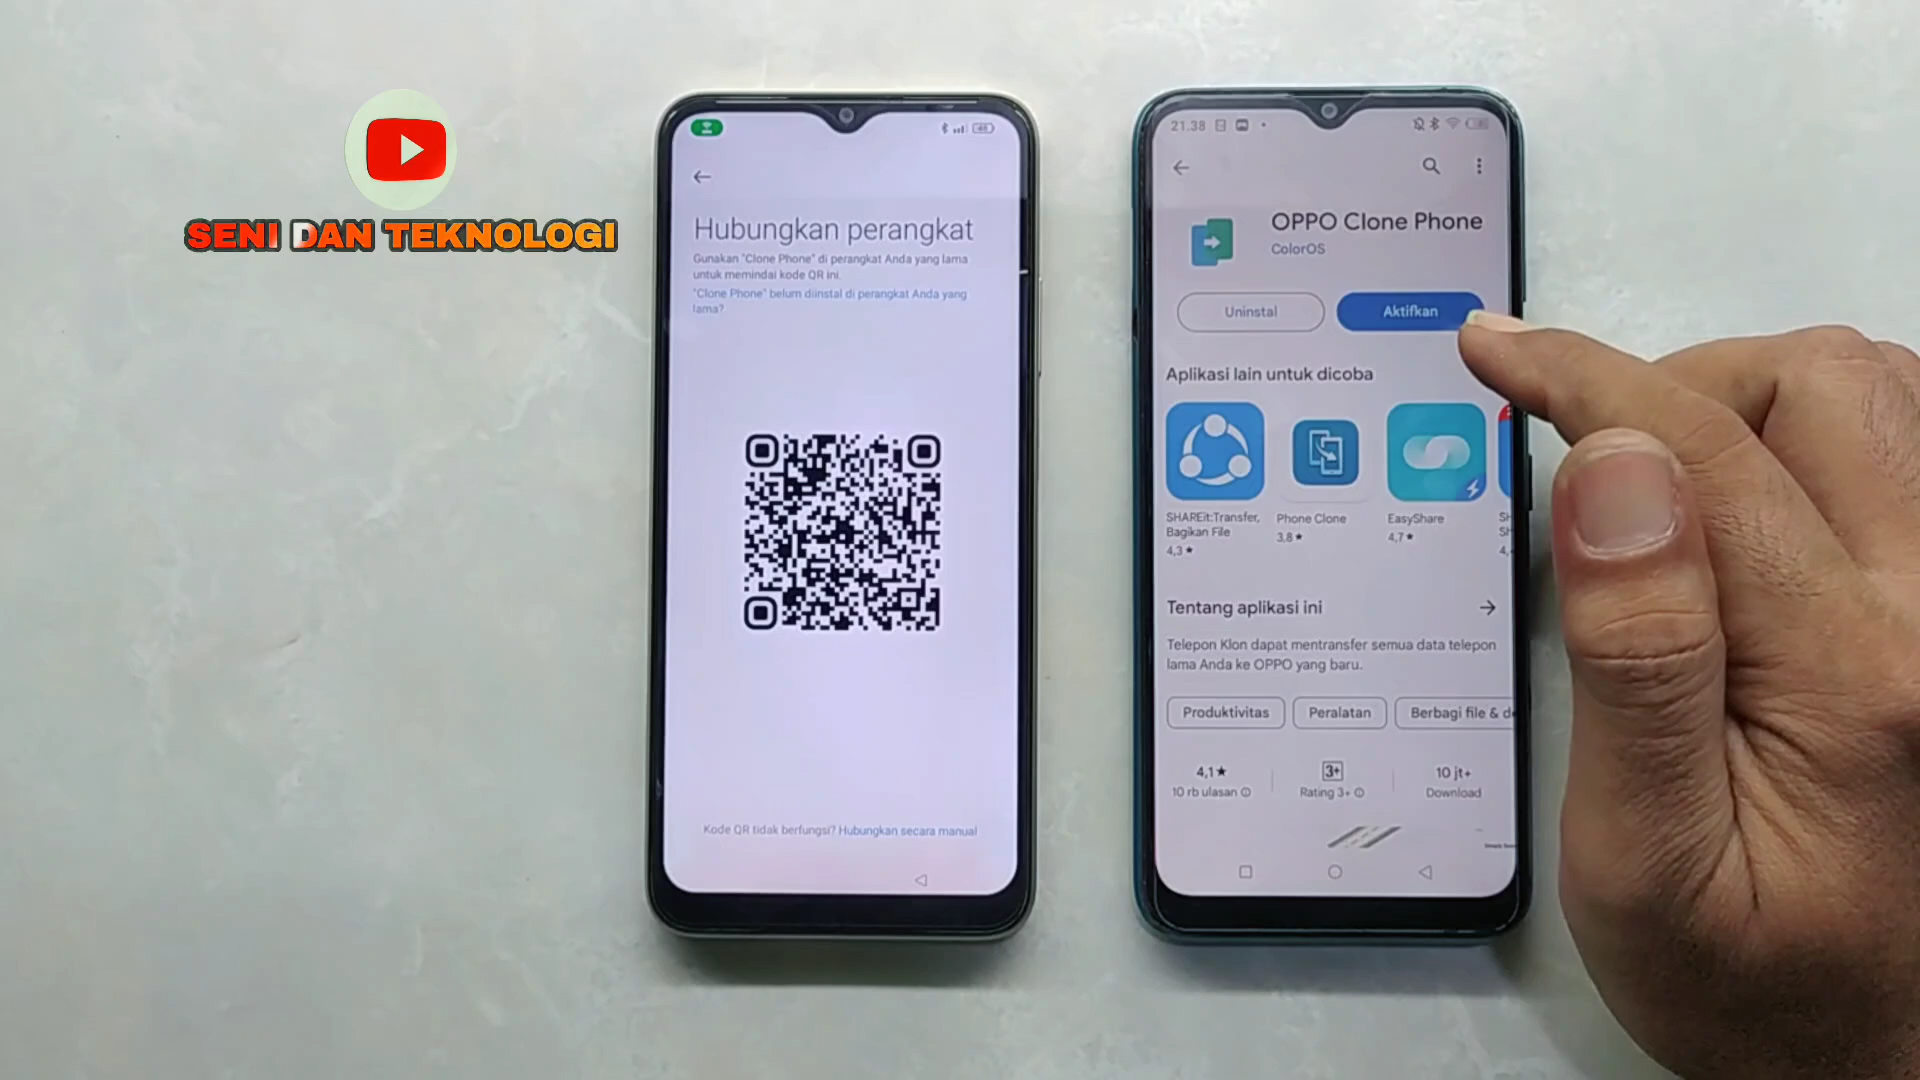 SENI DAN TEKNOLOGI
Hubungkan perangkat
Gunakan "Clone Phone" di perangkat Anda yang lama
untuk memindai kode QR ini.
"Clone Phone" belum diinstal di perangkat Anda yang
lama?
Kode QR tidak berfungsi? Hubungkan secara manual
21.38
OPPO Clone Phone
ColorOS
Uninstal
Aktifkan
Aplikasi lain untuk dicoba
SHAREit:Transfer,
Bagikan File
4,3★
Phone Clone
3,8★
EasyShare
4,7★
SH
SH
4,
Tentang aplikasi ini
Telepon Klon dapat mentransfer semua data telepon
lama Anda ke OPPO yang baru.
Produktivitas
Peralatan
Berbagi file & d
4,1★
10 rb ulasan
3+
Rating 3+
10 jt+
Download